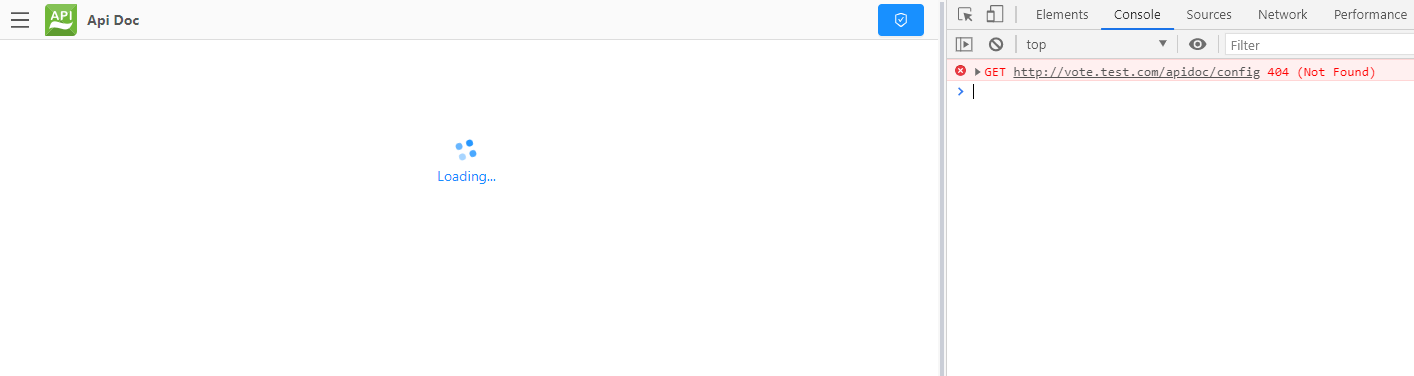 API Api Doc
Loading...
Elements Console Sources Network Performance
top Filter
GET http://vote.test.com/apidoc/config 404 (Not Found)